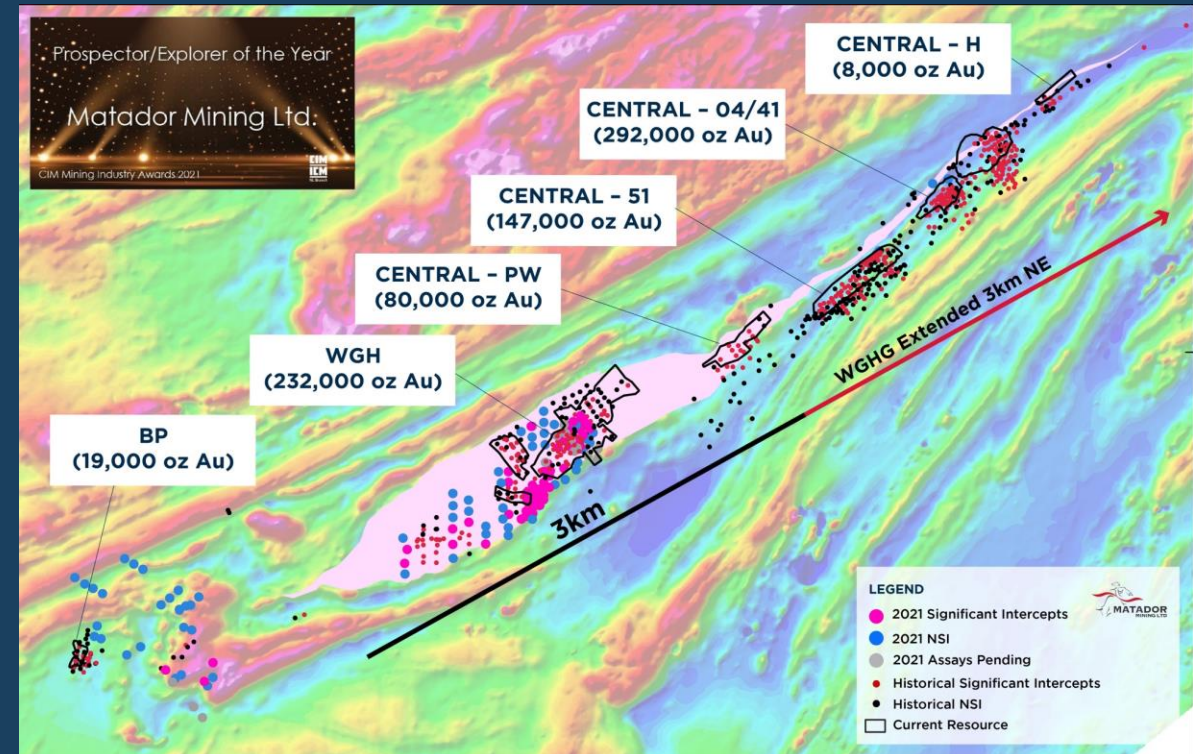 Prospector/Explorer of the Year
Matador Mining Ltd.
CIM Mining Industry Awards 2021
CIM
ICM
CENTRAL – H
(8,000 oz Au)
CENTRAL – 04/41
(292,000 oz Au)
CENTRAL – 51
(147,000 oz Au)
CENTRAL – PW
(80,000 oz Au)
WGH
(232,000 oz Au)
BP
(19,000 oz Au)
WGHG Extended 3km NE
3km
LEGEND
2021 Significant Intercepts
2021 NSI
2021 Assays Pending
Historical Significant Intercepts
Historical NSI
Current Resource
MATADOR
MINING LTD